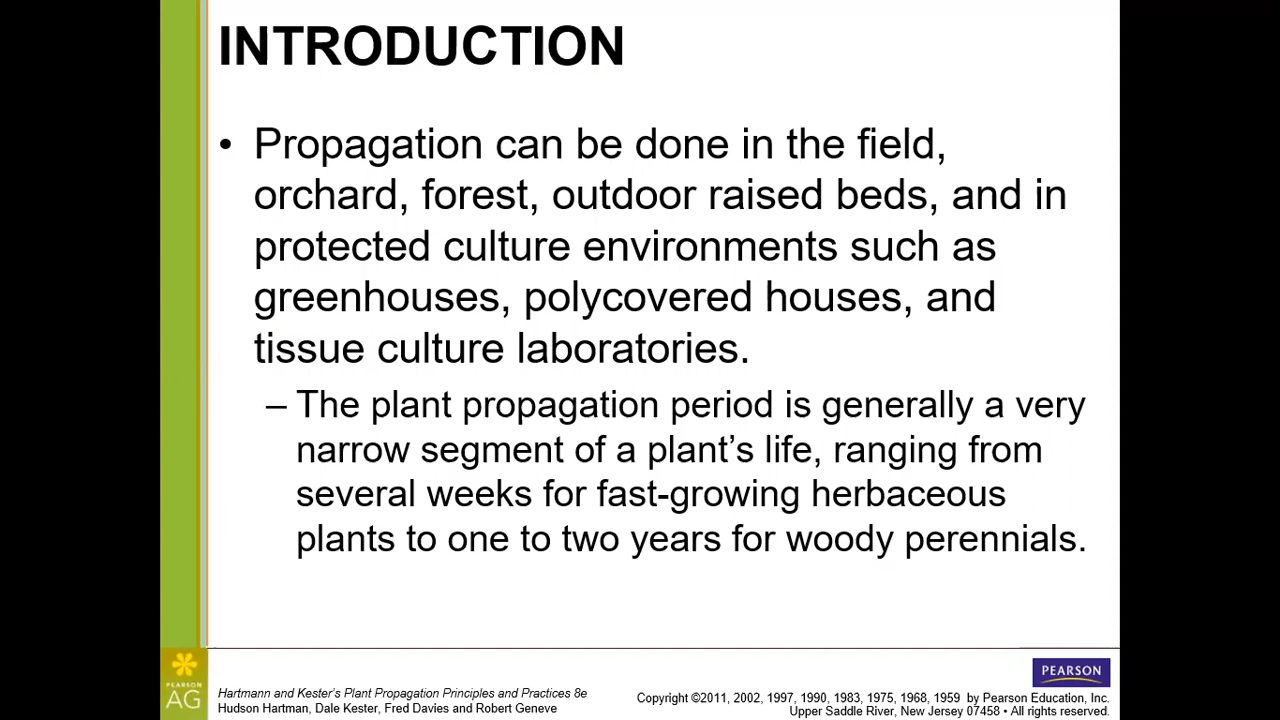 INTRODUCTION
• Propagation can be done in the field,
orchard, forest, outdoor raised beds, and in
protected culture environments such as
greenhouses, polycovered houses, and
tissue culture laboratories.
– The plant propagation period is generally a very
narrow segment of a plant’s life, ranging from
several weeks for fast-growing herbaceous
plants to one to two years for woody perennials.
PEARSON
AG
Hartmann and Kester's Plant Propagation Principles and Practices 8e
Hudson Hartman, Dale Kester, Fred Davies and Robert Geneve
PEARSON
Copyright ©2011, 2002, 1997, 1990, 1983, 1975, 1968, 1959 by Pearson Education, Inc.
Upper Saddle River, New Jersey 07458 • All rights reserved.